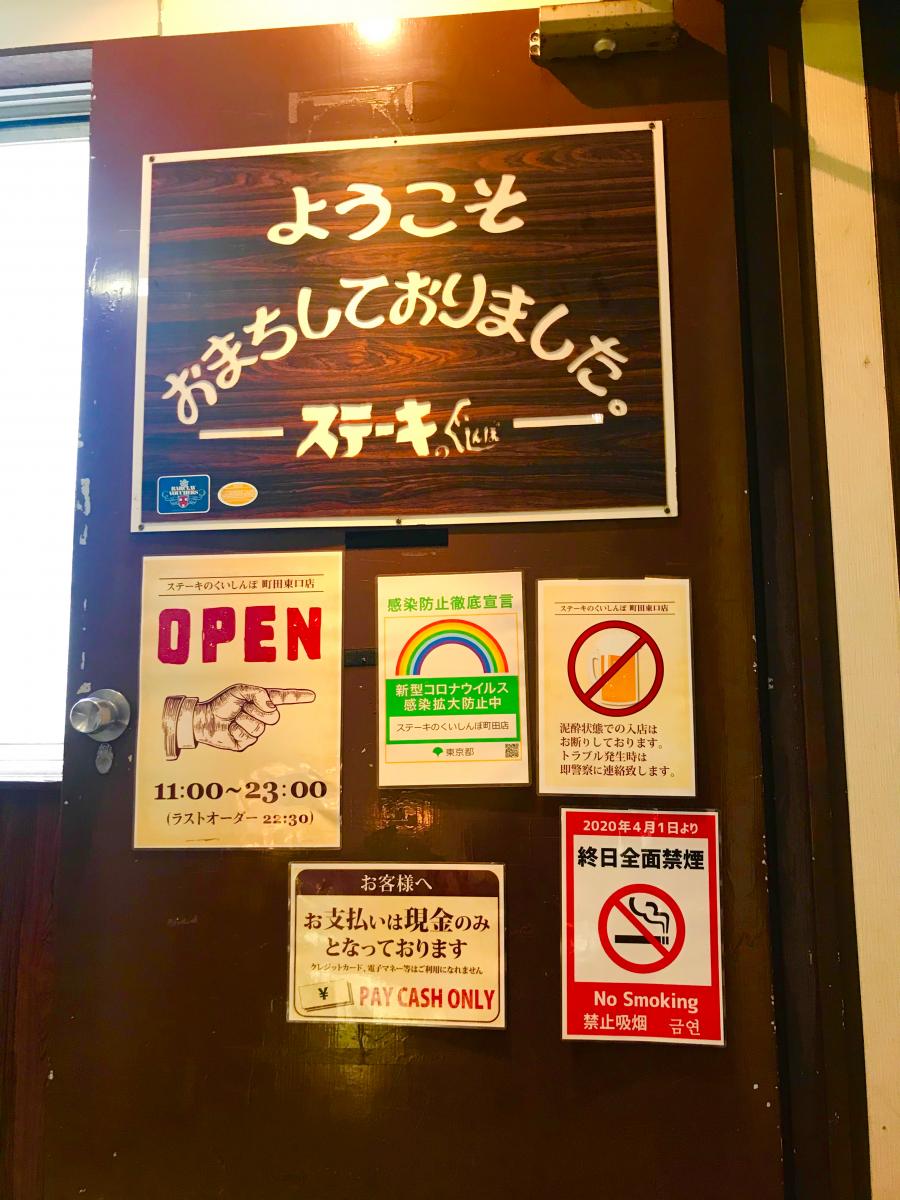 ようこそ
おまちしておりました。
ステーキのくいしんぼ
BARCLAY
VOUCHERS
ステーキのくいしんぼ 町田東口店
OPEN
11:00～23:00
(ラストオーダー 22:30)
感染防止徹底宣言
新型コロナウイルス
感染拡大防止中
ステーキのくいしんぼ町田店
東京都
ステーキのくいしんぼ 町田東口店
泥酔状態での入店は
お断りしております。
トラブル発生時は
即警察に連絡致します。
お客様へ
お支払いは現金のみ
となっております
クレジットカード、電子マネー等はご利用になれません
¥ PAY CASH ONLY
2020年4月1日より
終日全面禁煙
No Smoking
禁止吸烟 금연